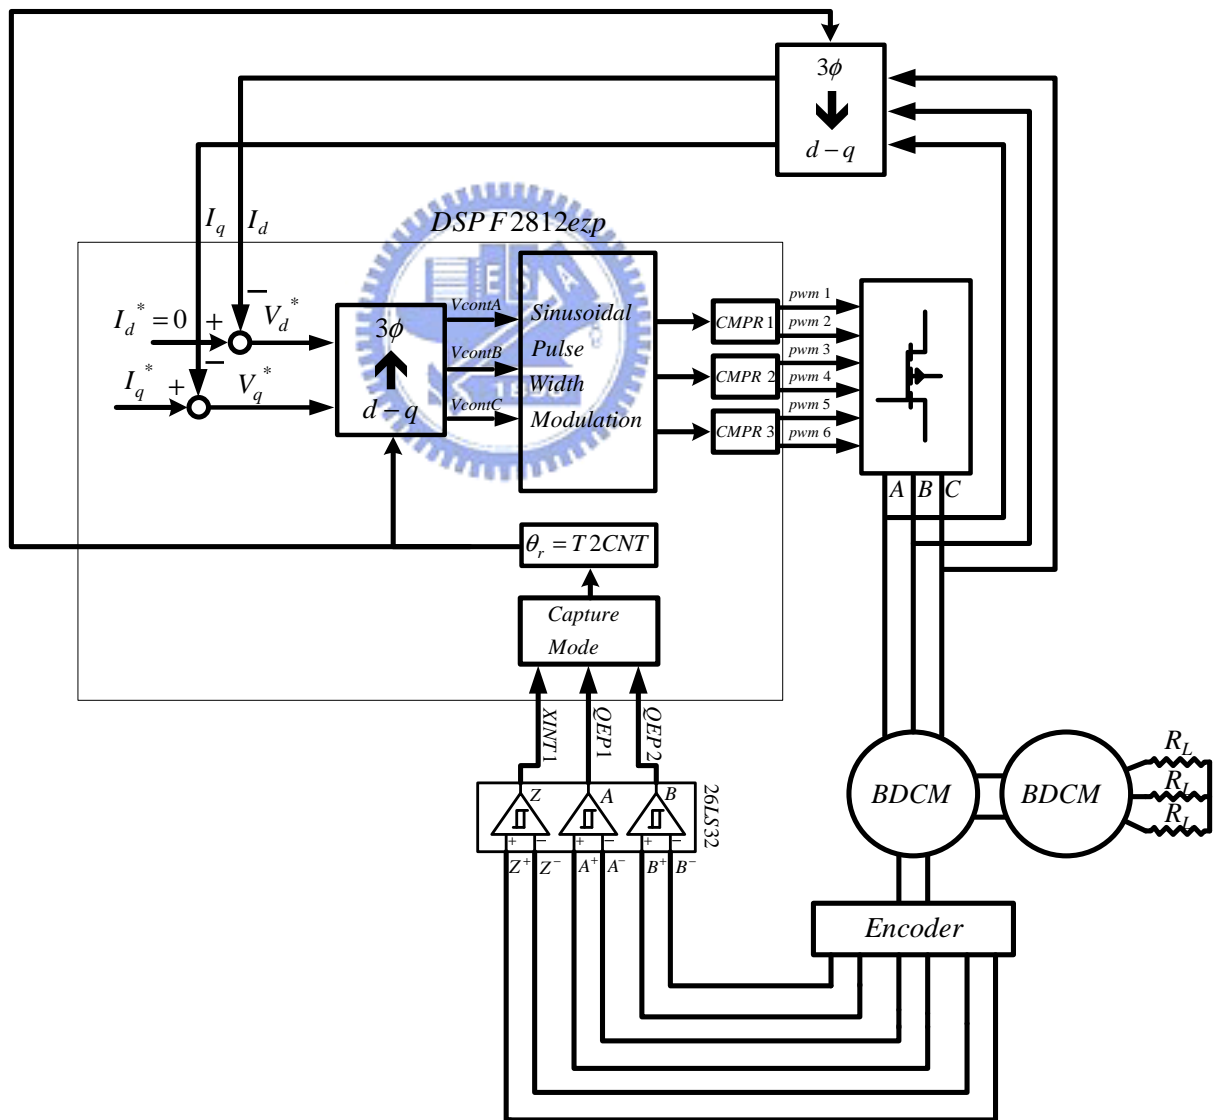 3ϕ
d − q
I_q
I_d
DSP F2812ezp
I_d^* = 0
+
−
V_d^*
I_q^*
+
−
V_q^*
3ϕ
d − q
VcontA
VcontB
VcontC
Sinusoidal
Pulse
Width
Modulation
CMPR 1
CMPR 2
CMPR 3
pwm 1
pwm 2
pwm 3
pwm 4
pwm 5
pwm 6
A B C
θ_r = T2CNT
Capture
Mode
XINT1
QEP1
QEP2
Z
A
B
+ −
+ −
+ −
26LS32
Z+ Z− A+ A− B+ B−
BDCM
BDCM
R_L
R_L
R_L
Encoder